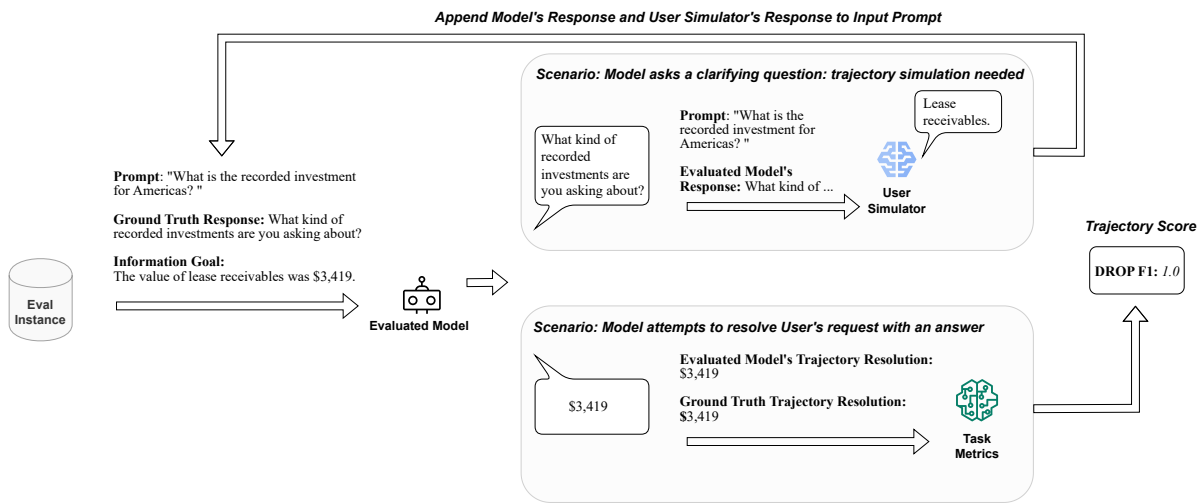 Append Model's Response and User Simulator's Response to Input Prompt
Scenario: Model asks a clarifying question: trajectory simulation needed
What kind of
recorded
investments are
you asking about?
Prompt: "What is the
recorded investment for
Americas? "
Evaluated Model's
Response: What kind of ...
Lease
receivables.
User
Simulator
Prompt: "What is the recorded investment
for Americas? "
Ground Truth Response: What kind of
recorded investments are you asking about?
Information Goal:
The value of lease receivables was $3,419.
Eval
Instance
Evaluated Model
Scenario: Model attempts to resolve User's request with an answer
$3,419
Evaluated Model's Trajectory Resolution:
$3,419
Ground Truth Trajectory Resolution:
$3,419
Task
Metrics
Trajectory Score
DROP F1: 1.0